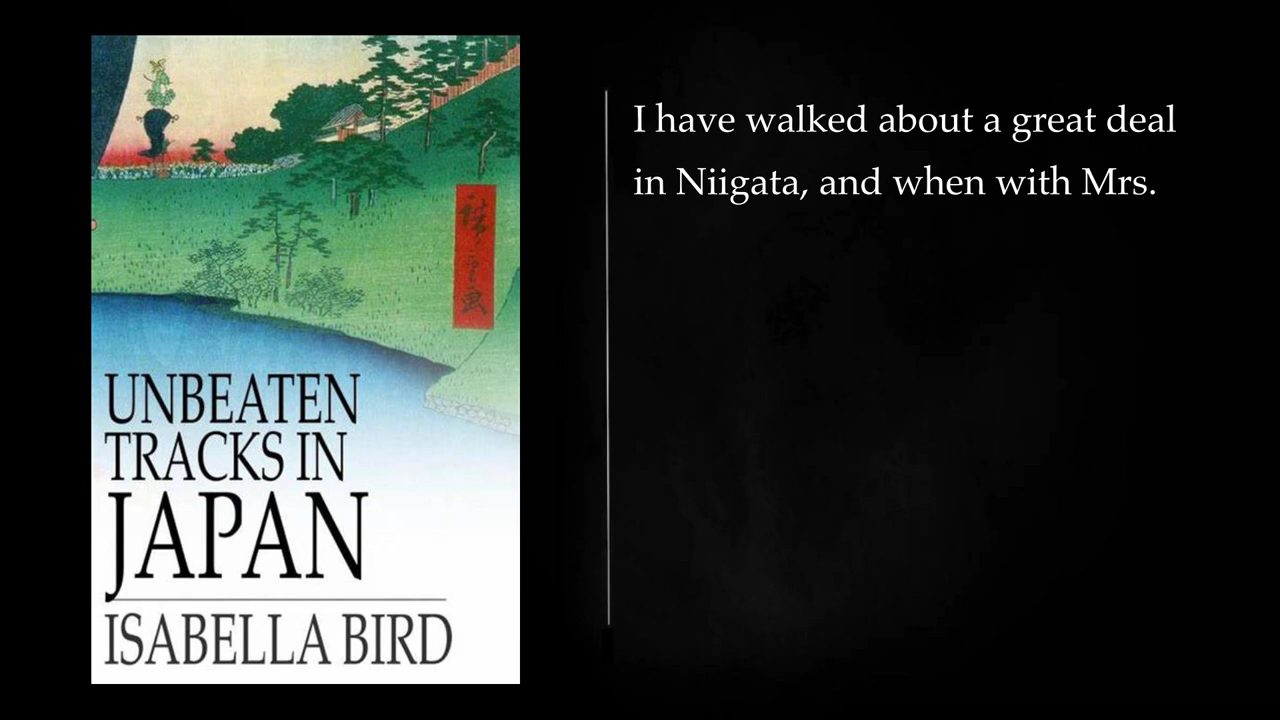 UNBEATEN
TRACKS IN
JAPAN
ISABELLA BIRD
I have walked about a great deal
in Niigata, and when with Mrs.